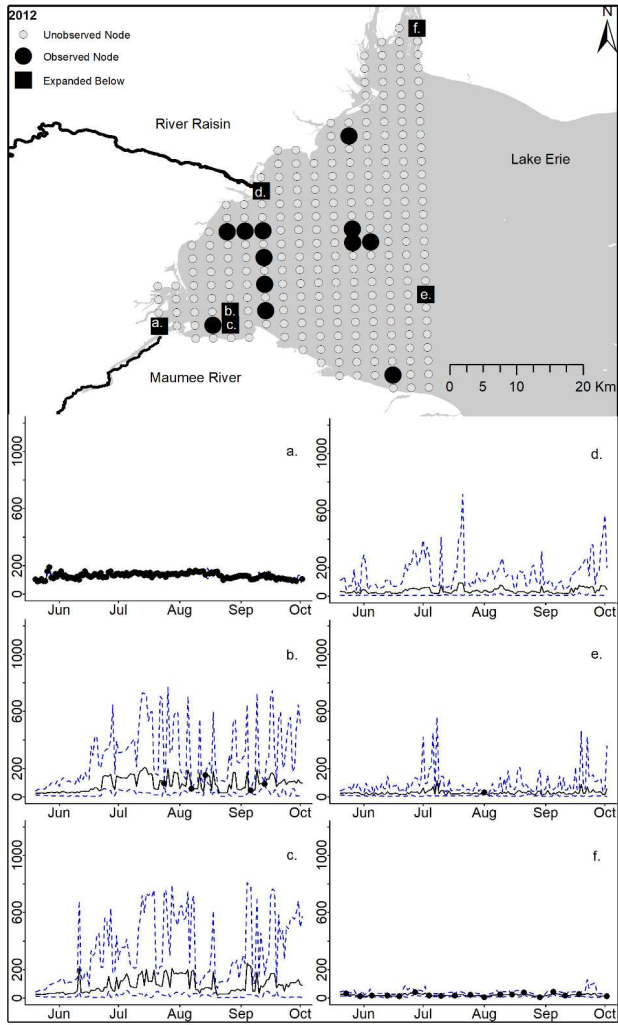 2012
N
Unobserved Node
Observed Node
Expanded Below
f.
River Raisin
Lake Erie
d.
e.
b.
a.
c.
Maumee River
0 5 10 20 Km
a.
0 200 600 1000
Jun Jul Aug Sep Oct
d.
0 200 600 1000
Jun Jul Aug Sep Oct
b.
0 200 600 1000
Jun Jul Aug Sep Oct
e.
0 200 600 1000
Jun Jul Aug Sep Oct
c.
0 200 600 1000
Jun Jul Aug Sep Oct
f.
0 200 600 1000
Jun Jul Aug Sep Oct